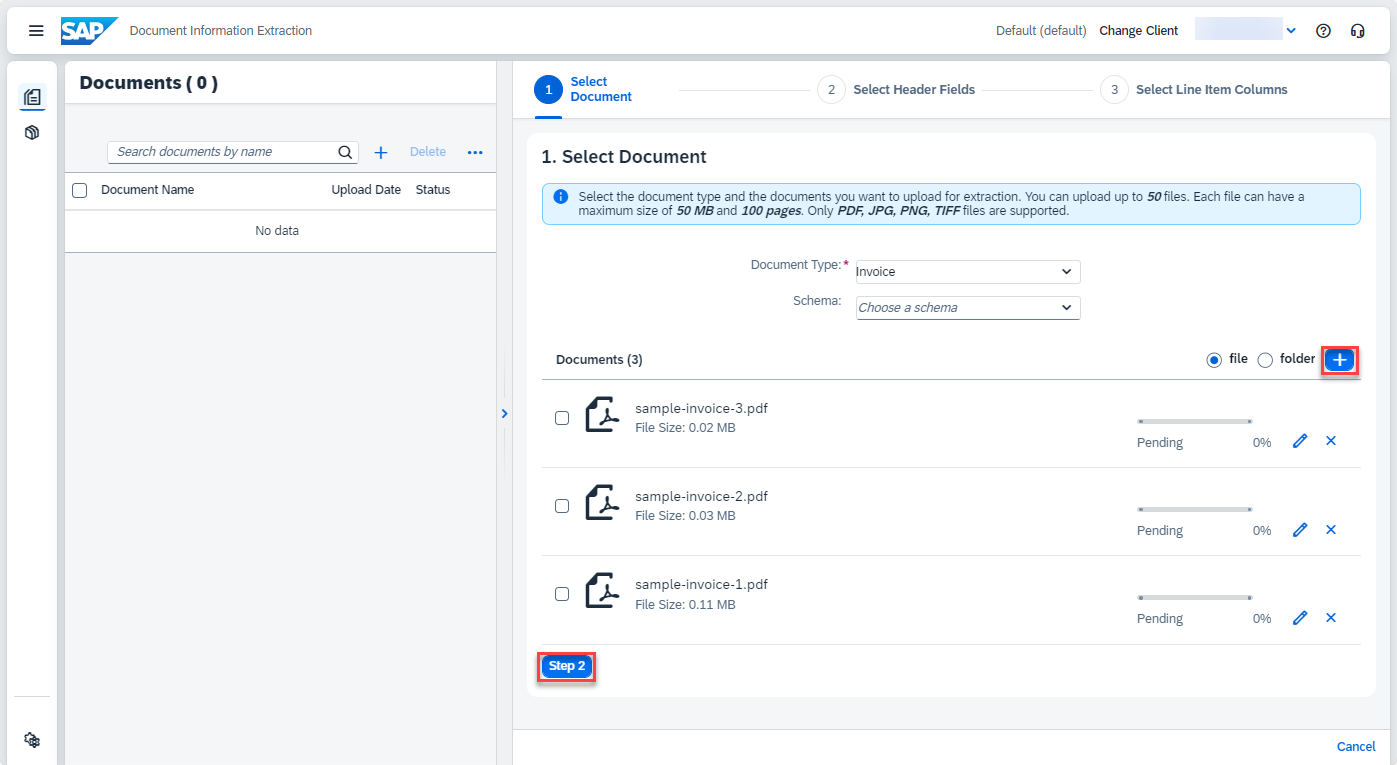 SAP Document Information Extraction
Default (default) Change Client
Documents ( 0 )
Search documents by name
Delete
Document Name Upload Date Status
No data
1 Select Document
2 Select Header Fields
3 Select Line Item Columns
1. Select Document
Select the document type and the documents you want to upload for extraction. You can upload up to 50 files. Each file can have a
maximum size of 50 MB and 100 pages. Only PDF, JPG, PNG, TIFF files are supported.
Document Type:* Invoice
Schema: Choose a schema
Documents (3) file folder
sample-invoice-3.pdf
File Size: 0.02 MB
Pending 0%
sample-invoice-2.pdf
File Size: 0.03 MB
Pending 0%
sample-invoice-1.pdf
File Size: 0.11 MB
Pending 0%
Step 2
Cancel